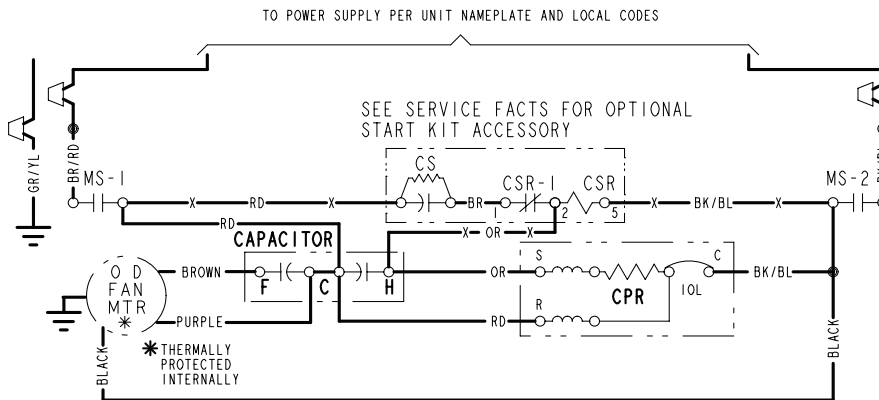 TO POWER SUPPLY PER UNIT NAMEPLATE AND LOCAL CODES
SEE SERVICE FACTS FOR OPTIONAL
START KIT ACCESSORY
GR/YL
BR/RD
MS-1
X
RD
X
CS
BR
1
CSR-1
2
CSR
5
X
BK/BL
X
MS-2
RD
X OR X
CAPACITOR
O D
FAN
MTR
*
BROWN
F
C
H
OR
S
CPR
IOL
C
BK/BL
PURPLE
RD
R
BLACK
* THERMALLY
PROTECTED
INTERNALLY
BLACK